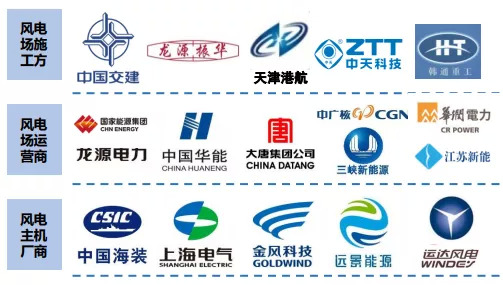 风电
场施
工方
中国交建
龙源振华
天津港航
ZTT
中天科技
HT
韩通重工
风电
场运
营商
国家能源集团
CHN ENERGY
龙源电力
中国华能
CHINA HUANENG
唐
大唐集团公司
CHINA DATANG
中广核 CGN
三峡新能源
華潤電力
CR POWER
江苏新能
风电
主机
厂商
CSIC
中国海装
上海电气
SHANGHAI ELECTRIC
金风科技
GOLDWIND
远景能源
运达风电
WINDEY